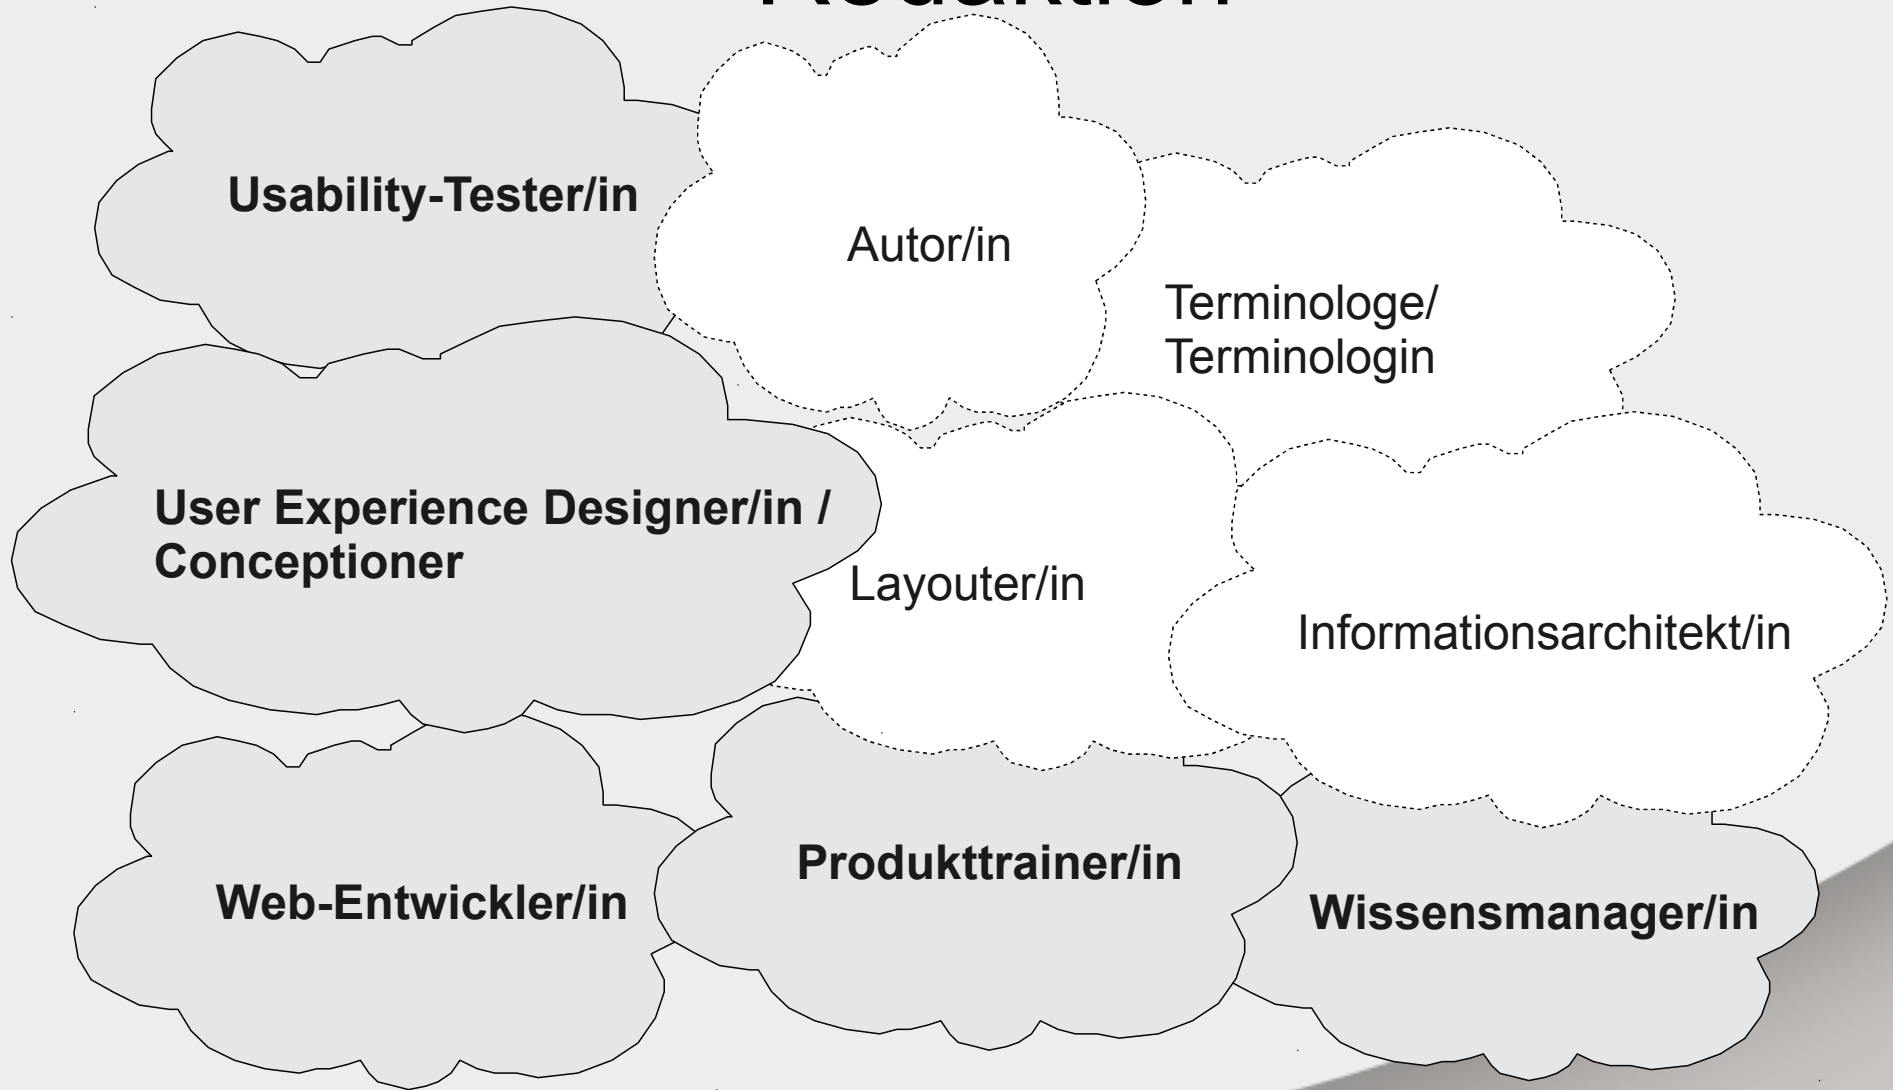 Redaktion
Usability-Tester/in
Autor/in
Terminologe/
Terminologin
User Experience Designer/in /
Conceptioner
Layouter/in
Informationsarchitekt/in
Produkttrainer/in
Web-Entwickler/in
Wissensmanager/in